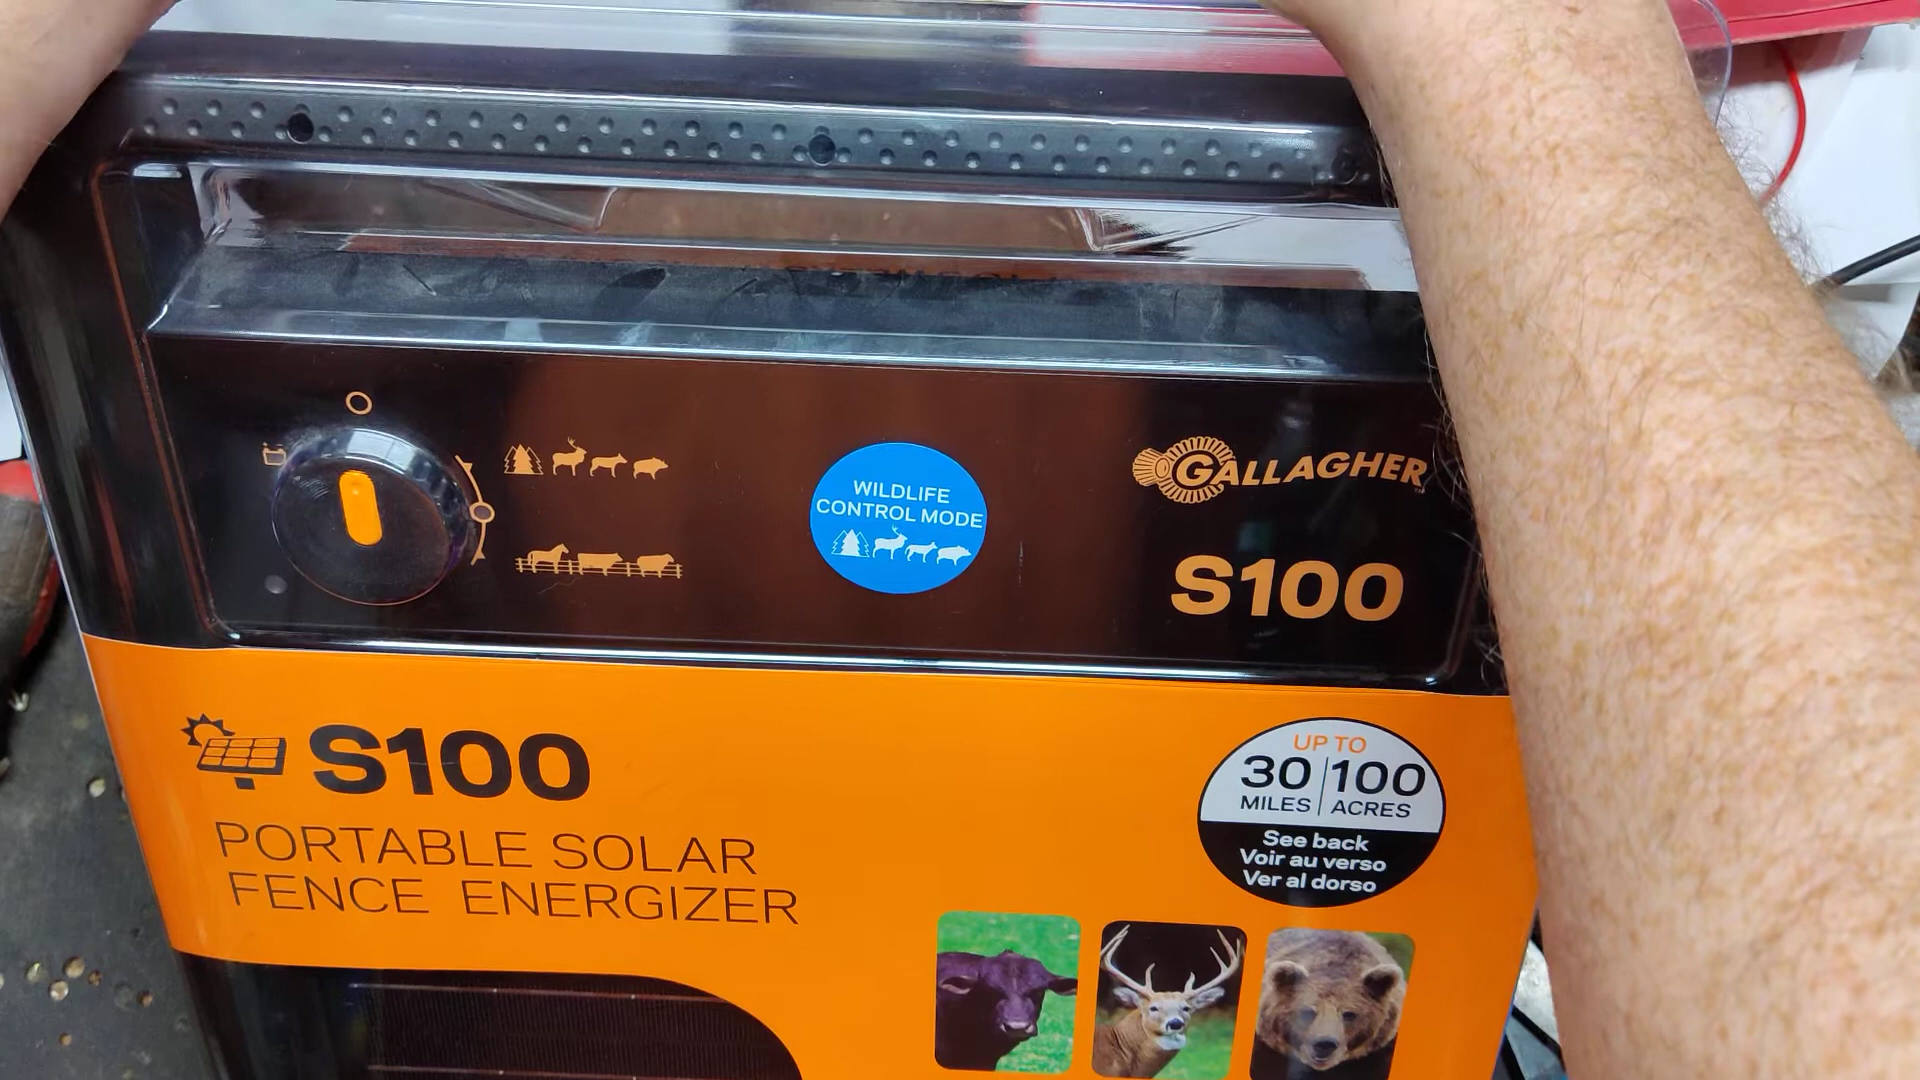 WILDLIFE
CONTROL MODE
GALLAGHER
S100
S100
PORTABLE SOLAR
FENCE ENERGIZER
UP TO
30 100
MILES ACRES
See back
Voir au verso
Ver al dorso